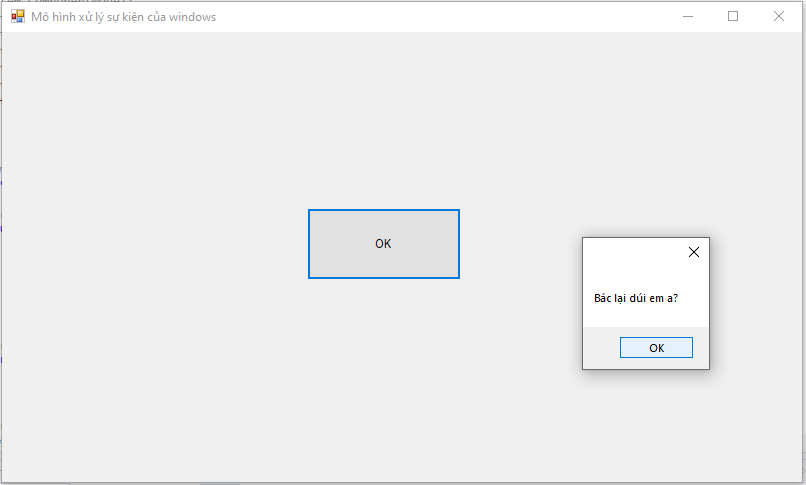 Mô hình xử lý sự kiện của windows
OK
Bác lại dúi em a?
OK